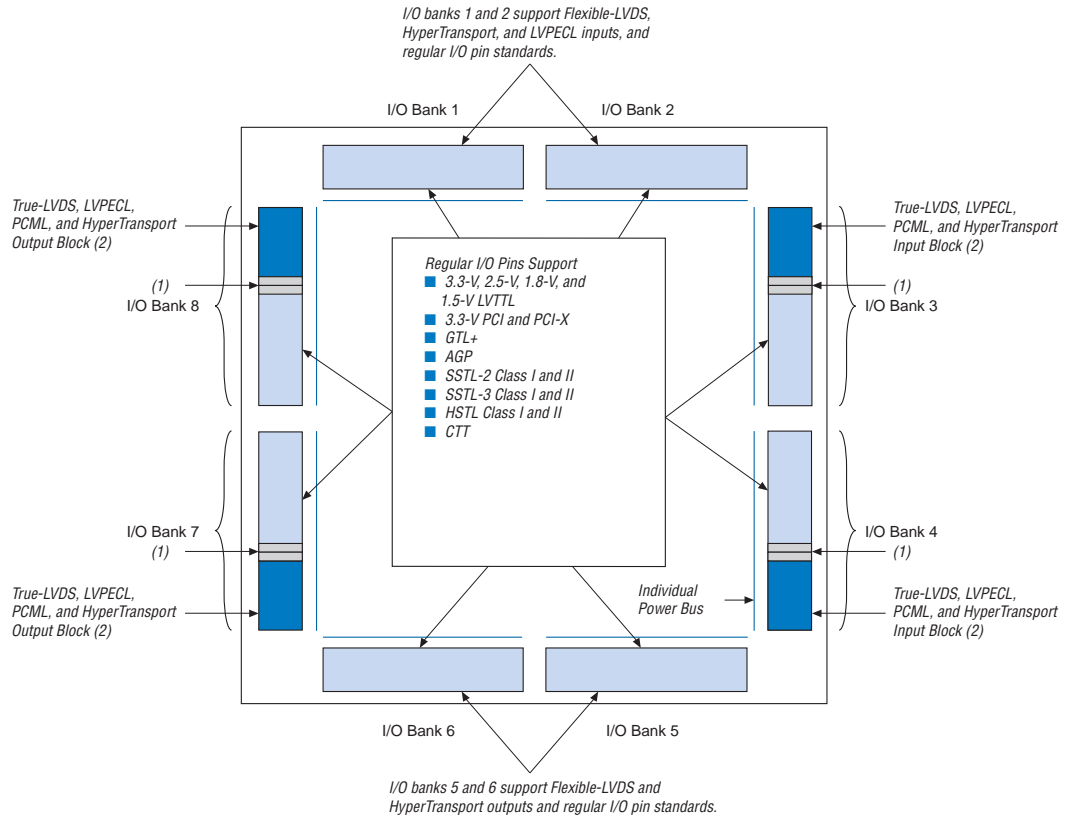 I/O banks 1 and 2 support Flexible-LVDS,
HyperTransport, and LVPECL inputs, and
regular I/O pin standards.
I/O Bank 1
I/O Bank 2
True-LVDS, LVPECL,
PCML, and HyperTransport
Output Block (2)
(1)
I/O Bank 8
True-LVDS, LVPECL,
PCML, and HyperTransport
Input Block (2)
(1)
I/O Bank 3
Regular I/O Pins Support
■ 3.3-V, 2.5-V, 1.8-V, and
1.5-V LVTTL
■ 3.3-V PCI and PCI-X
■ GTL+
■ AGP
■ SSTL-2 Class I and II
■ SSTL-3 Class I and II
■ HSTL Class I and II
■ CTT
I/O Bank 7
(1)
True-LVDS, LVPECL,
PCML, and HyperTransport
Output Block (2)
Individual
Power Bus
I/O Bank 4
(1)
True-LVDS, LVPECL,
PCML, and HyperTransport
Input Block (2)
I/O Bank 6
I/O Bank 5
I/O banks 5 and 6 support Flexible-LVDS and
HyperTransport outputs and regular I/O pin standards.